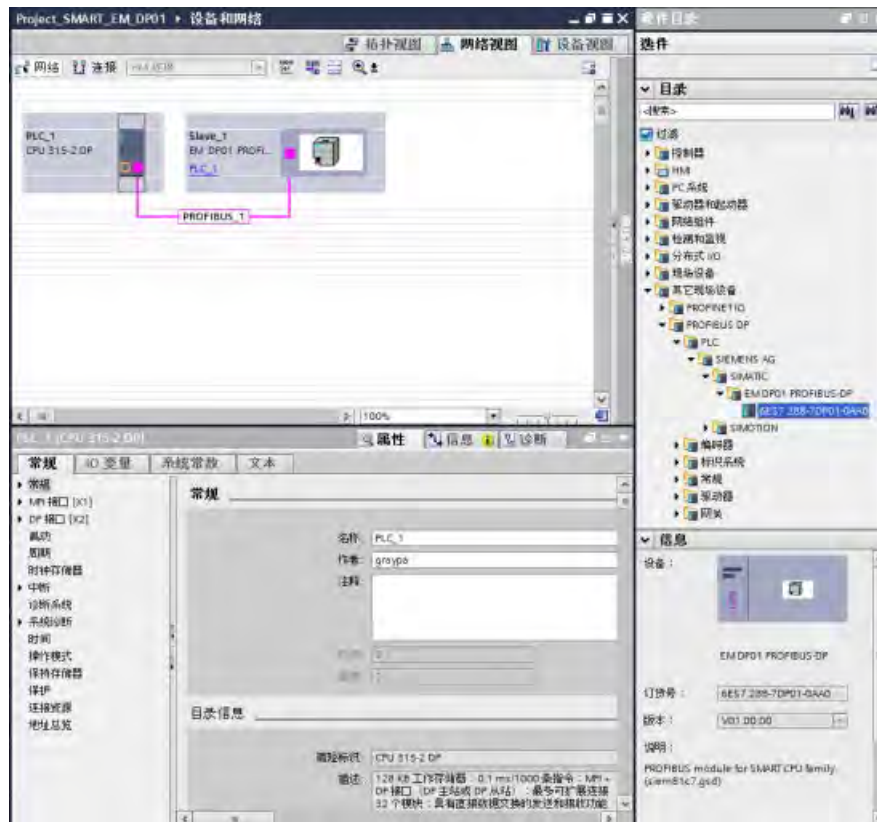 Project_SMART_EM_DP01 ▸ 设备和网络
硬件目录
拓扑视图
网络视图
设备视图
选件
网络
连接
目录
<搜索>
过滤
PLC_1
CPU 315-2 DP
Slave_1
EM DP01 PROFI...
PLC_1
PROFIBUS_1
控制器
HMI
PC 系统
驱动器和起动器
网络组件
检测和监视
分布式 I/O
现场设备
其它现场设备
PROFINET IO
PROFIBUS DP
PLC
SIEMENS AG
SIMATIC
EM DP01 PROFIBUS-DP
6ES7 288-7DP01-0AA0
SIMOTION
编码器
标识系统
常规
驱动器
网关
100%
PLC_1 [CPU 315-2 DP]
属性
信息
诊断
常规
IO 变量
系统常数
文本
常规
MPI 接口 [X1]
DP 接口 [X2]
启动
周期
时钟存储器
中断
诊断系统
系统诊断
时间
操作模式
保持存储器
保护
连接资源
地址总览
常规
名称: PLC_1
作者: graypa
注释:
目录信息
CPU 315-2 DP
描述: 128 KB 工作存储器；0.1 ms/1000 条指令；MPI +
DP 接口（DP 主站或 DP 从站）；最多可扩展连接
32 个模块；具有直接数据交换的发送和接收功能
信息
设备：
EM DP01 PROFIBUS-DP
订货号： 6ES7 288-7DP01-0AA0
版本： V01.00.00
说明：
PROFIBUS module for SMART CPU family.
(siem81c7.gsd)